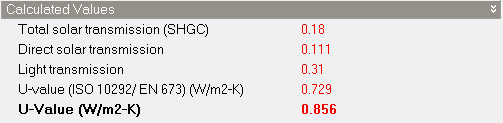 Calculated Values
Total solar transmission (SHGC) 0.18
Direct solar transmission 0.111
Light transmission 0.31
U-value (ISO 10292/ EN 673) (W/m2-K) 0.729
U-Value (W/m2-K) 0.856